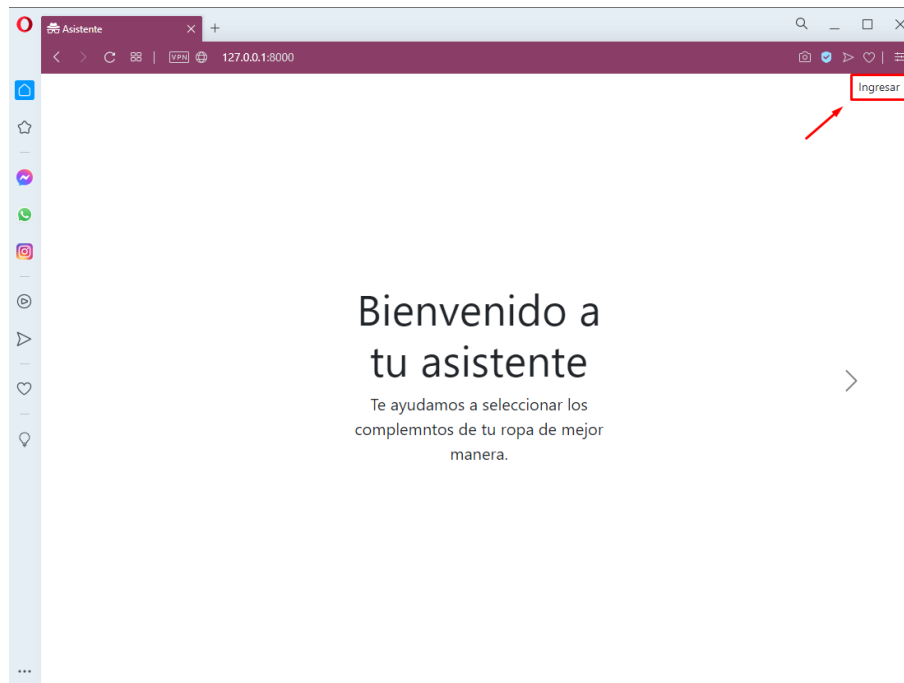 Asistente
VPN
127.0.0.1:8000
Ingresar
Bienvenido a
tu asistente
Te ayudamos a seleccionar los
complemntos de tu ropa de mejor
manera.